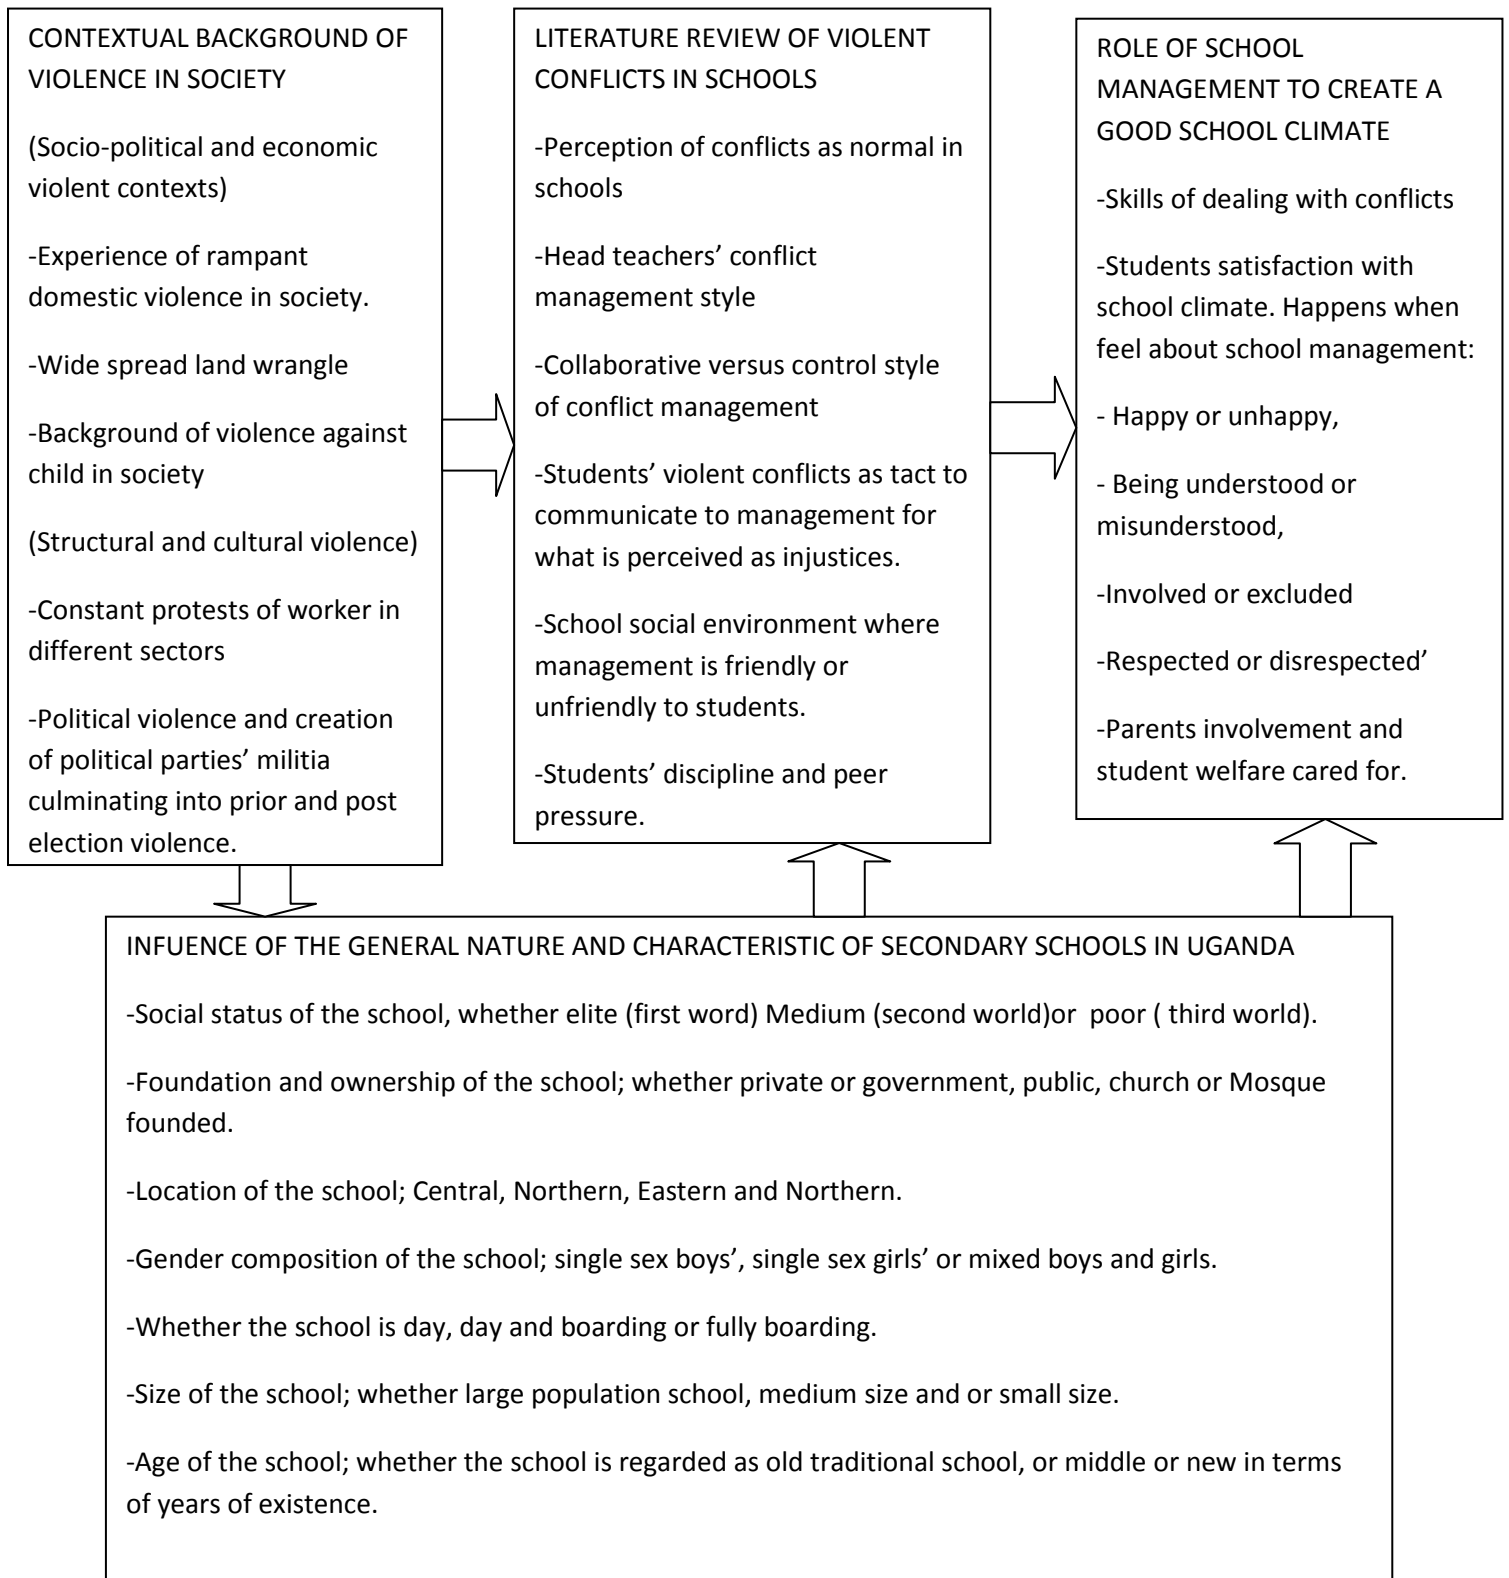 CONTEXTUAL BACKGROUND OF
VIOLENCE IN SOCIETY
(Socio-political and economic
violent contexts)
-Experience of rampant
domestic violence in society.
-Wide spread land wrangle
-Background of violence against
child in society
(Structural and cultural violence)
-Constant protests of worker in
different sectors
-Political violence and creation
of political parties’ militia
culminating into prior and post
election violence.
LITERATURE REVIEW OF VIOLENT
CONFLICTS IN SCHOOLS
-Perception of conflicts as normal in
schools
-Head teachers’ conflict
management style
-Collaborative versus control style
of conflict management
-Students’ violent conflicts as tact to
communicate to management for
what is perceived as injustices.
-School social environment where
management is friendly or
unfriendly to students.
-Students’ discipline and peer
pressure.
ROLE OF SCHOOL
MANAGEMENT TO CREATE A
GOOD SCHOOL CLIMATE
-Skills of dealing with conflicts
-Students satisfaction with
school climate. Happens when
feel about school management:
- Happy or unhappy,
- Being understood or
misunderstood,
-Involved or excluded
-Respected or disrespected’
-Parents involvement and
student welfare cared for.
INFUENCE OF THE GENERAL NATURE AND CHARACTERISTIC OF SECONDARY SCHOOLS IN UGANDA
-Social status of the school, whether elite (first word) Medium (second world)or  poor ( third world).
-Foundation and ownership of the school; whether private or government, public, church or Mosque
founded.
-Location of the school; Central, Northern, Eastern and Northern.
-Gender composition of the school; single sex boys’, single sex girls’ or mixed boys and girls.
-Whether the school is day, day and boarding or fully boarding.
-Size of the school; whether large population school, medium size and or small size.
-Age of the school; whether the school is regarded as old traditional school, or middle or new in terms
of years of existence.